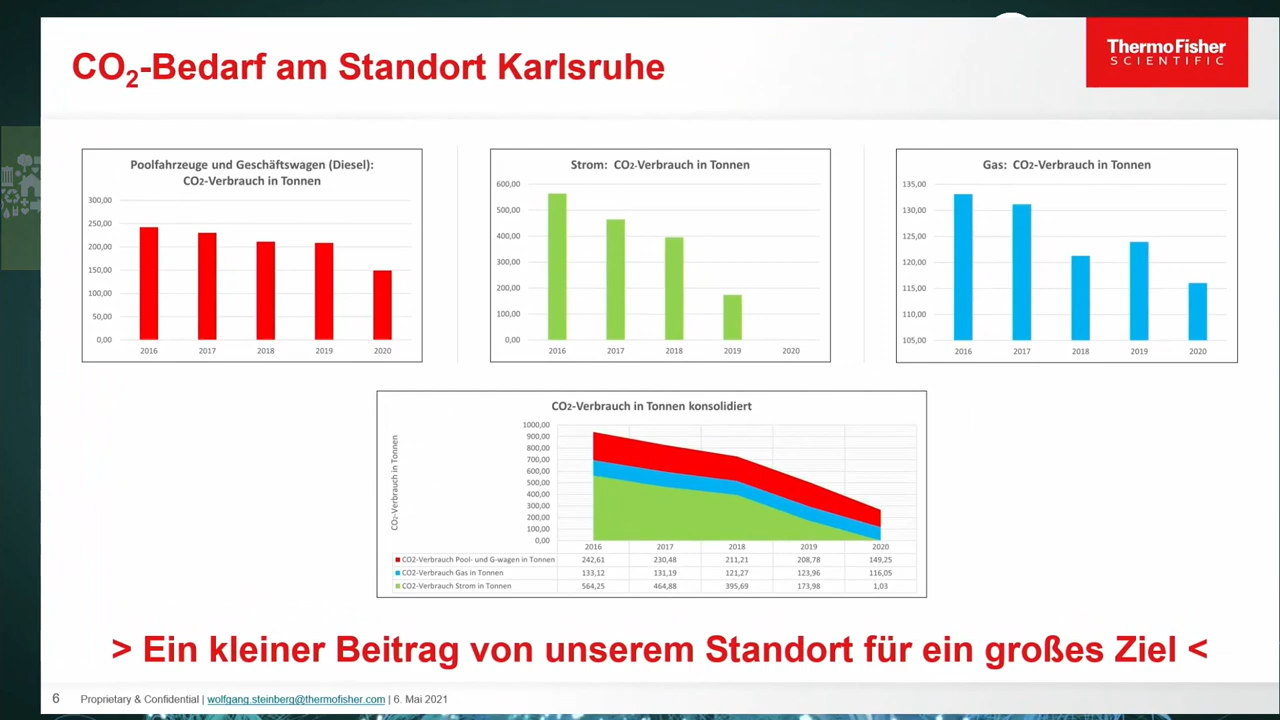 CO2-Bedarf am Standort Karlsruhe
ThermoFisher
SCIENTIFIC
Poolfahrzeuge und Geschäftswagen (Diesel):
CO2-Verbrauch in Tonnen
300,00
250,00
200,00
150,00
100,00
50,00
0,00
2016 2017 2018 2019 2020
Strom: CO2-Verbrauch in Tonnen
600,00
500,00
400,00
300,00
200,00
100,00
0,00
2016 2017 2018 2019 2020
Gas: CO2-Verbrauch in Tonnen
135,00
130,00
125,00
120,00
115,00
110,00
105,00
2016 2017 2018 2019 2020
CO2-Verbrauch in Tonnen konsolidiert
CO2-Verbrauch in Tonnen
1000,00
900,00
800,00
700,00
600,00
500,00
400,00
300,00
200,00
100,00
0,00
2016 2017 2018 2019 2020
CO2-Verbrauch Pool- und G-wagen in Tonnen 242,61 230,48 211,21 208,78 149,25
CO2-Verbrauch Gas in Tonnen 133,12 131,19 121,27 123,96 116,05
CO2-Verbrauch Strom in Tonnen 564,25 464,88 395,69 173,98 1,03
> Ein kleiner Beitrag von unserem Standort für ein großes Ziel <
6 Proprietary & Confidential | wolfgang.steinberg@thermofisher.com | 6. Mai 2021